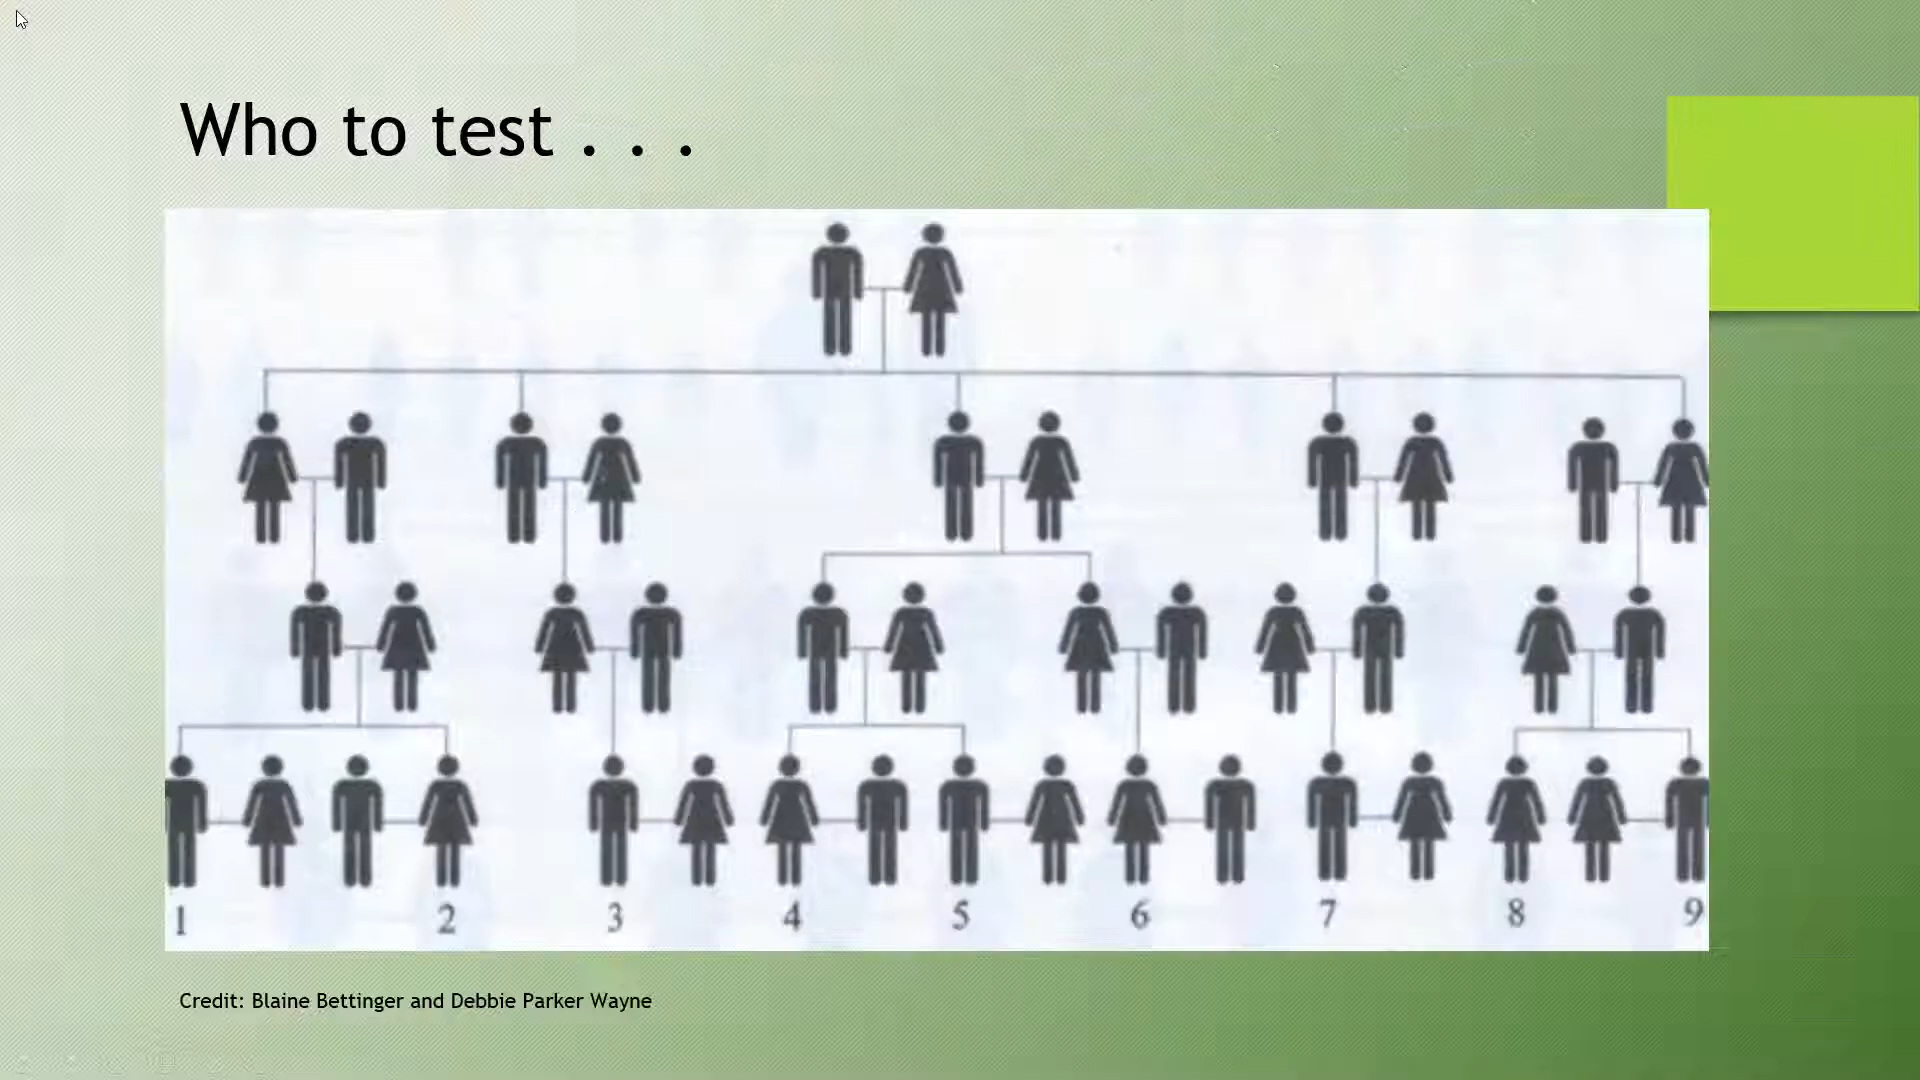 Who to test . . .
1 2 3 4 5 6 7 8 9
Credit: Blaine Bettinger and Debbie Parker Wayne